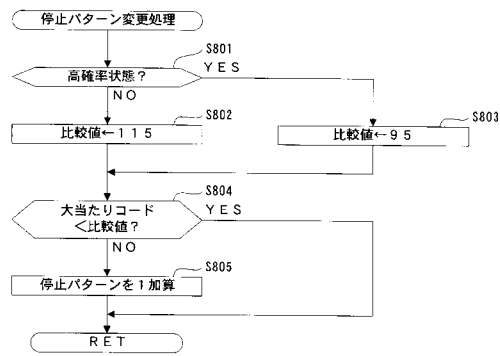 停止パターン変更処理
S801
高確率状態？
YES
NO
S802
比較値←１１５
S803
比較値←９５
S804
大当たりコード
＜比較値？
YES
NO
S805
停止パターンを１加算
RET